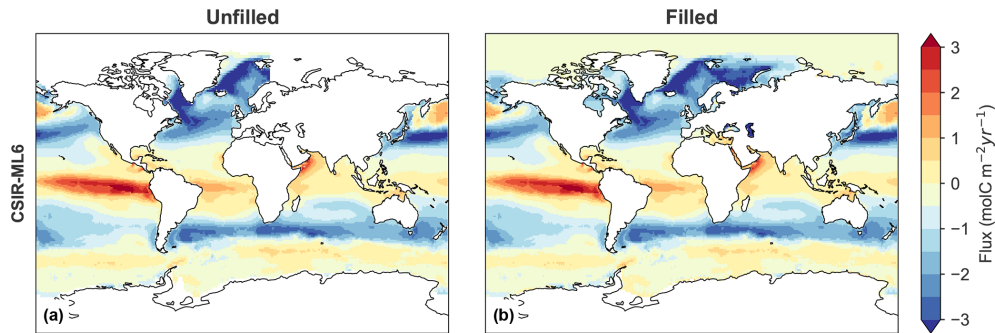 Unfilled
Filled
CSIR-ML6
(a)
(b)
3
2
1
0
−1
−2
−3
Flux (molC m⁻²yr⁻¹)